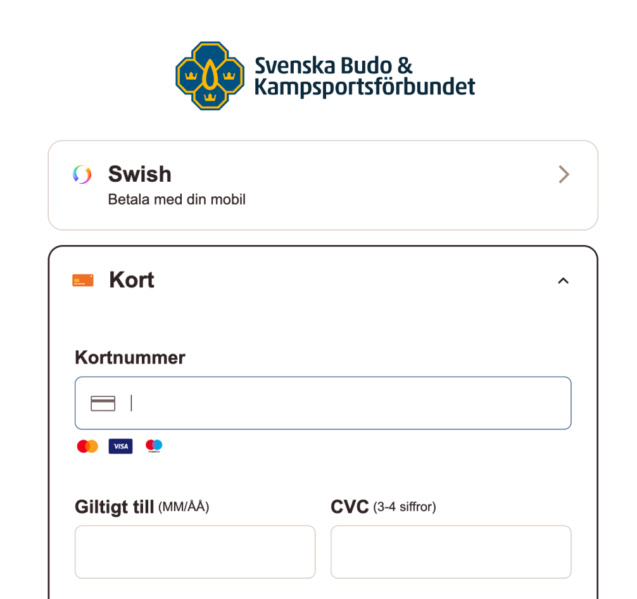 Svenska Budo &
Kampsportsförbundet
Swish
Betala med din mobil
Kort
Kortnummer
VISA
Giltigt till (MM/ÅÅ)
CVC (3-4 siffror)